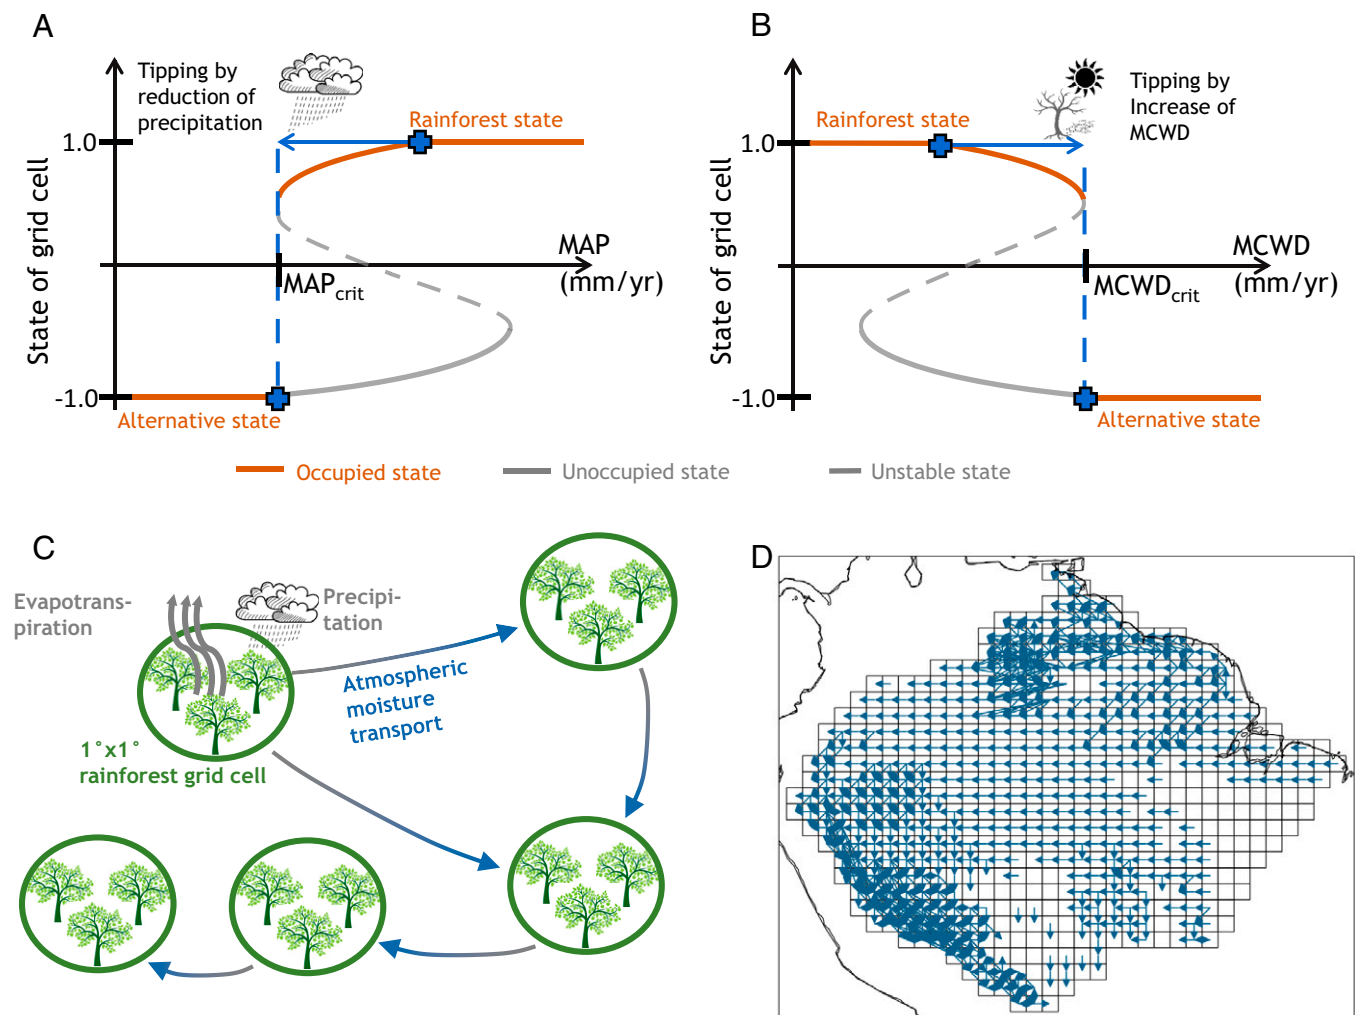 A
Tipping by
reduction of
precipitation
Rainforest state
1.0
State of grid cell
MAP
(mm/yr)
MAPcrit
-1.0
Alternative state
B
Tipping by
Increase of
MCWD
Rainforest state
1.0
State of grid cell
MCWD
(mm/yr)
MCWDcrit
-1.0
Alternative state
Occupied state
Unoccupied state
Unstable state
C
Evapotrans-
piration
Precipi-
tation
Atmospheric
moisture
transport
1°x1°
rainforest grid cell
D